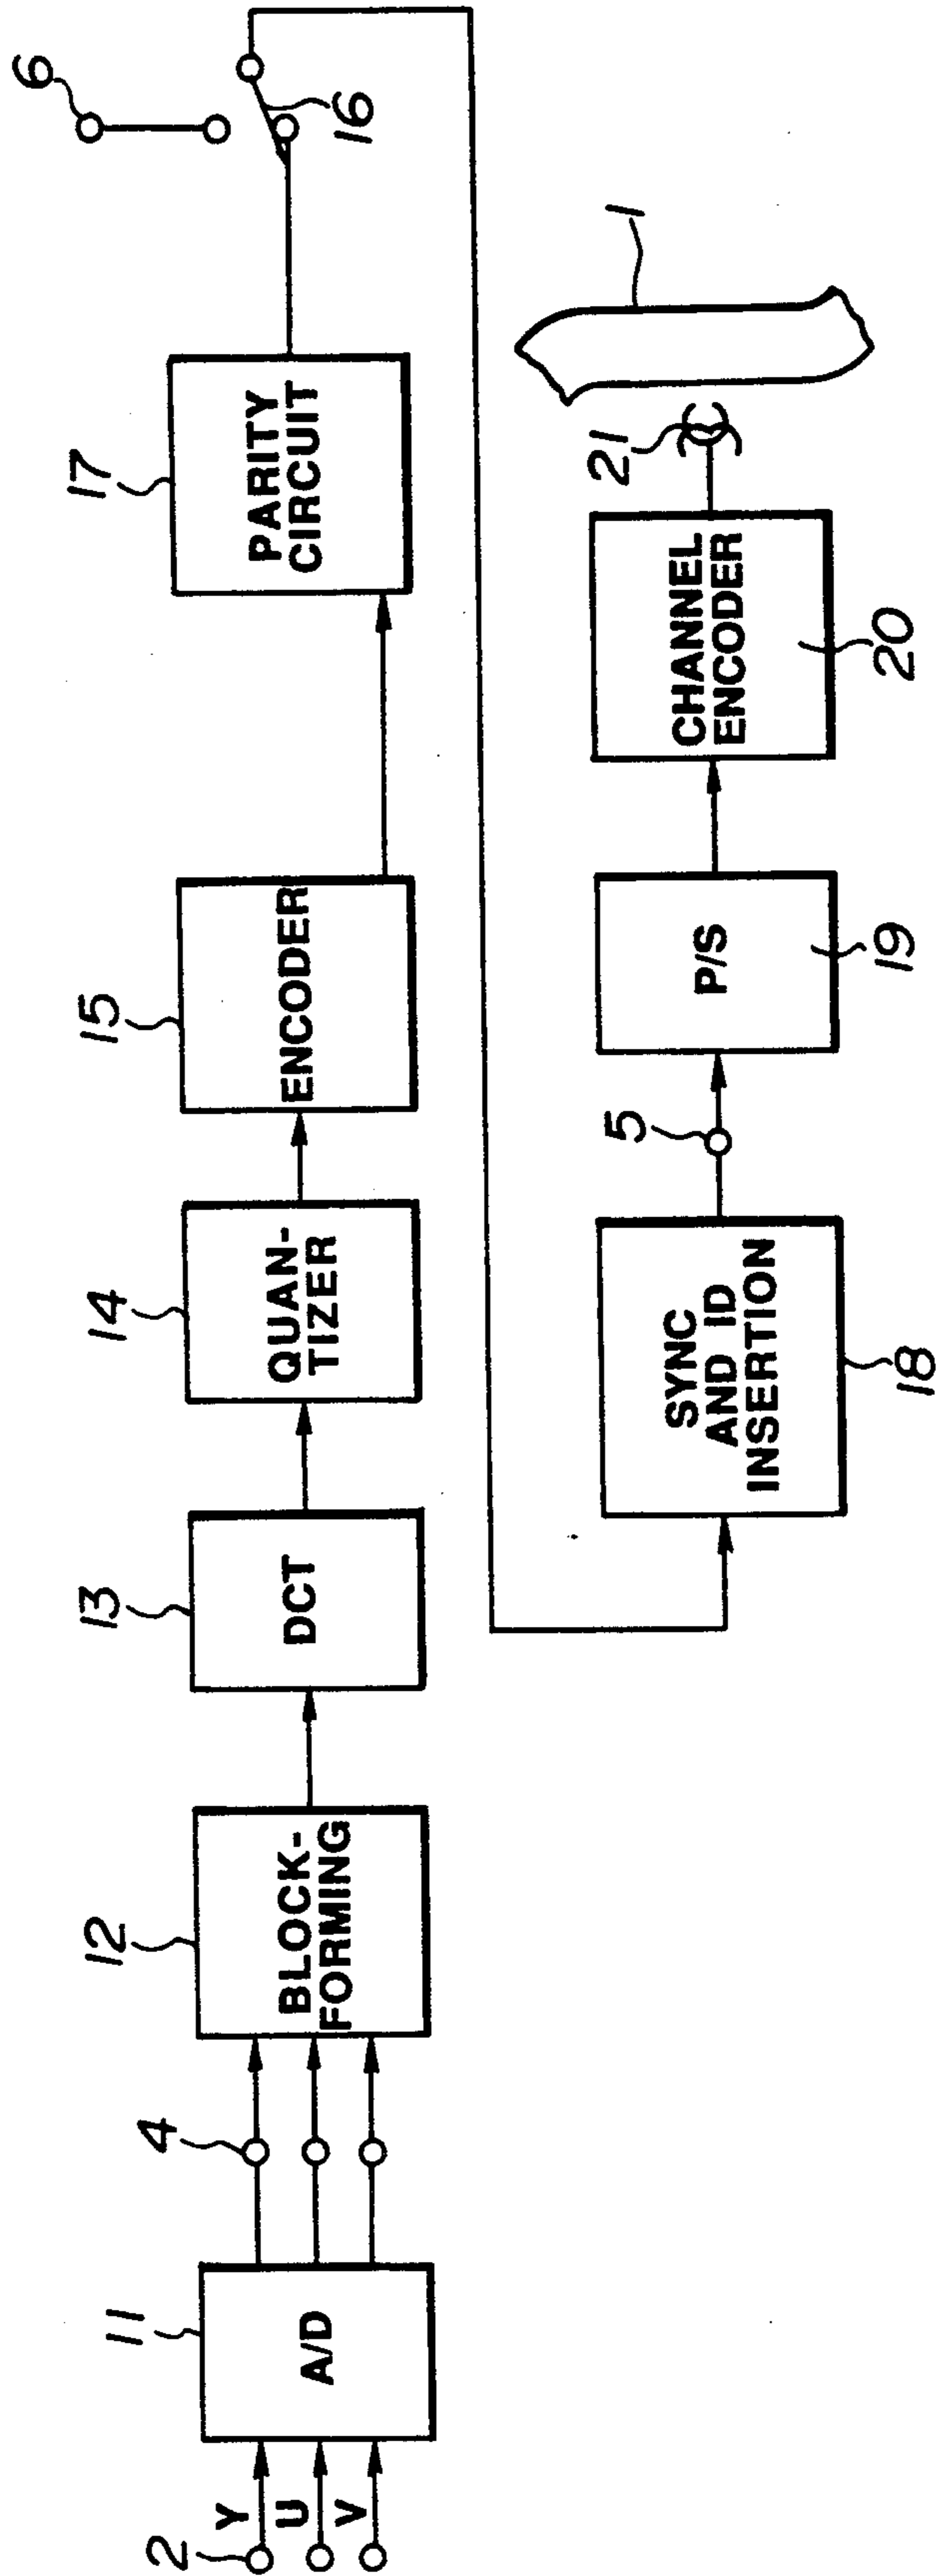 2
Y
U
V
11
A/D
4
12
BLOCK-
FORMING
13
DCT
14
QUAN-
TIZER
15
ENCODER
17
PARITY
CIRCUIT
6
16
SYNC
AND ID
INSERTION
18
5
P/S
19
CHANNEL
ENCODER
20
21
1